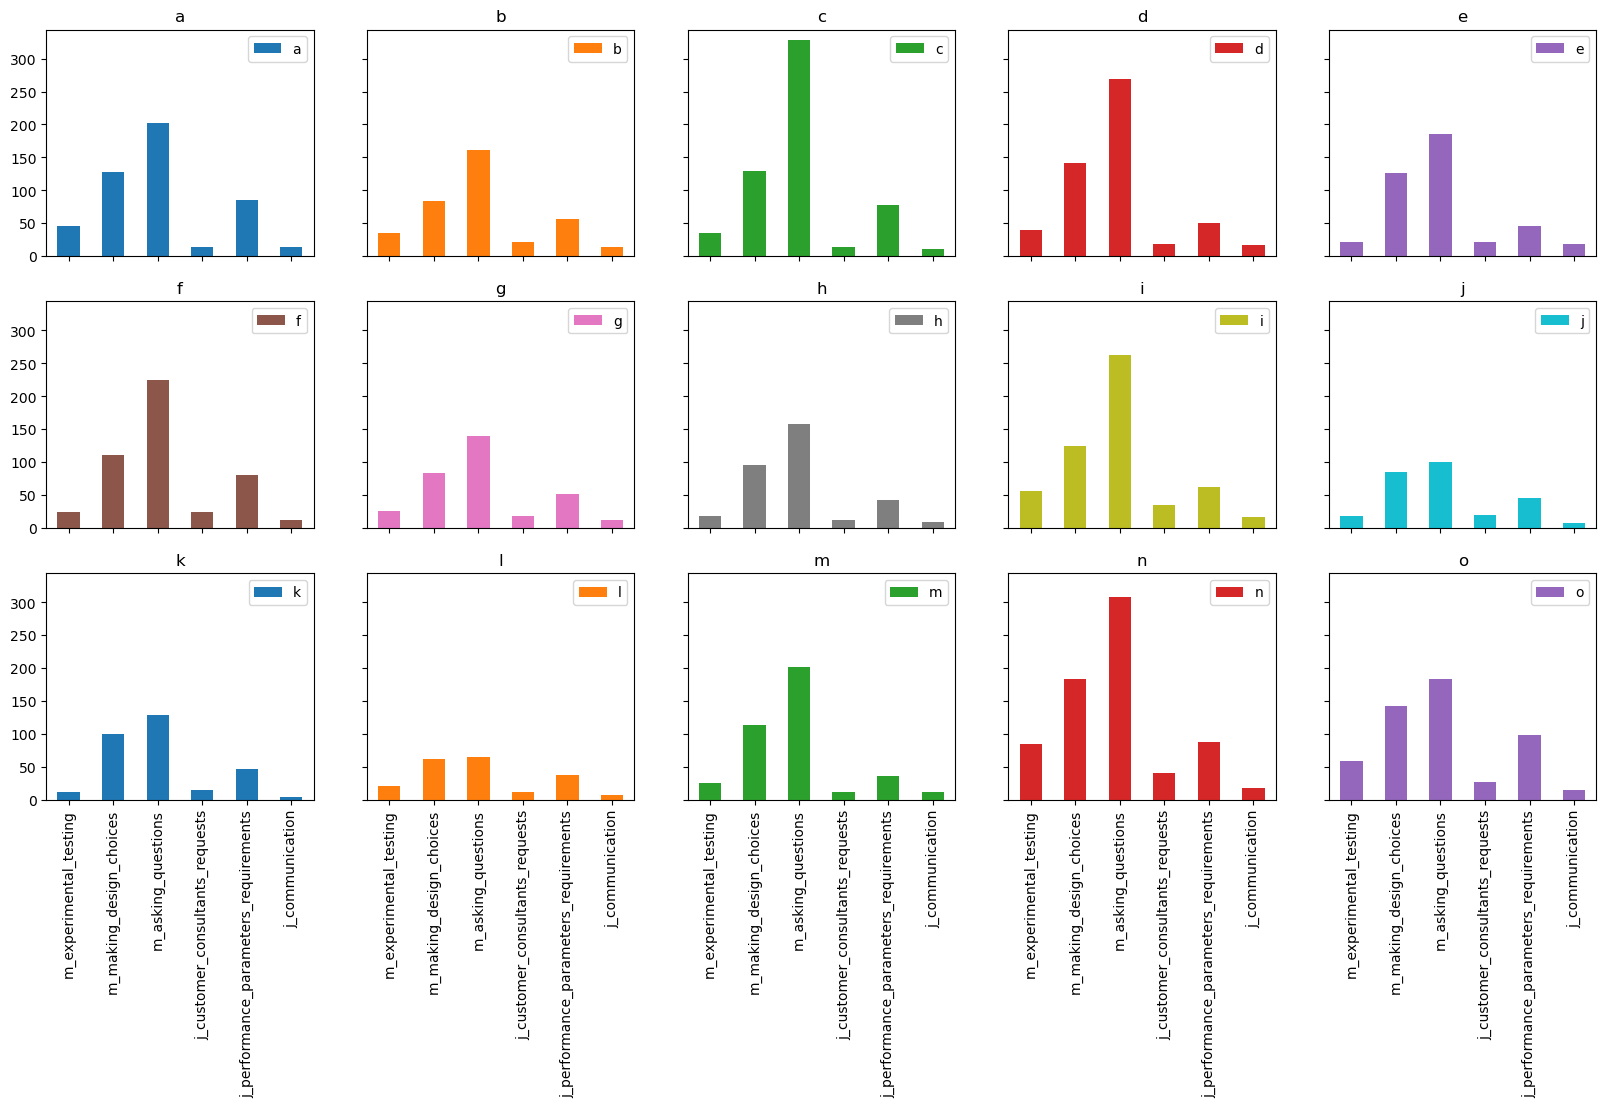 a
b
c
d
e
300
250
200
150
100
50
0
a
b
c
d
e
f
g
h
i
j
300
250
200
150
100
50
0
f
g
h
i
j
k
l
m
n
o
300
250
200
150
100
50
0
k
l
m
n
o
m_experimental_testing
m_making_design_choices
m_asking_questions
j_customer_consultants_requests
j_performance_parameters_requirements
j_communication
m_experimental_testing
m_making_design_choices
m_asking_questions
j_customer_consultants_requests
j_performance_parameters_requirements
j_communication
m_experimental_testing
m_making_design_choices
m_asking_questions
j_customer_consultants_requests
j_performance_parameters_requirements
j_communication
m_experimental_testing
m_making_design_choices
m_asking_questions
j_customer_consultants_requests
j_performance_parameters_requirements
j_communication
m_experimental_testing
m_making_design_choices
m_asking_questions
j_customer_consultants_requests
j_performance_parameters_requirements
j_communication